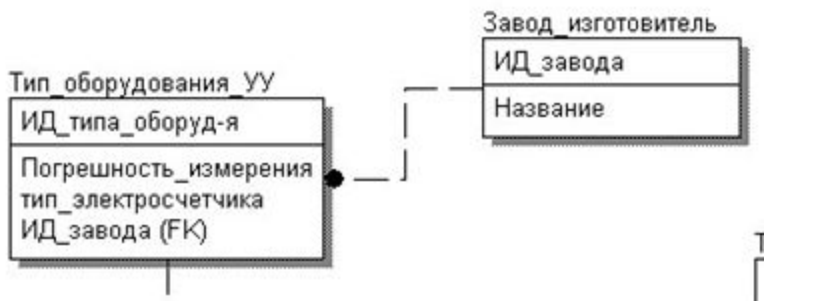 Завод_изготовитель
ИД_завода
Название
Тип_оборудования_УУ
ИД_типа_оборуд-я
Погрешность_измерения
тип_электросчетчика
ИД_завода (FK)